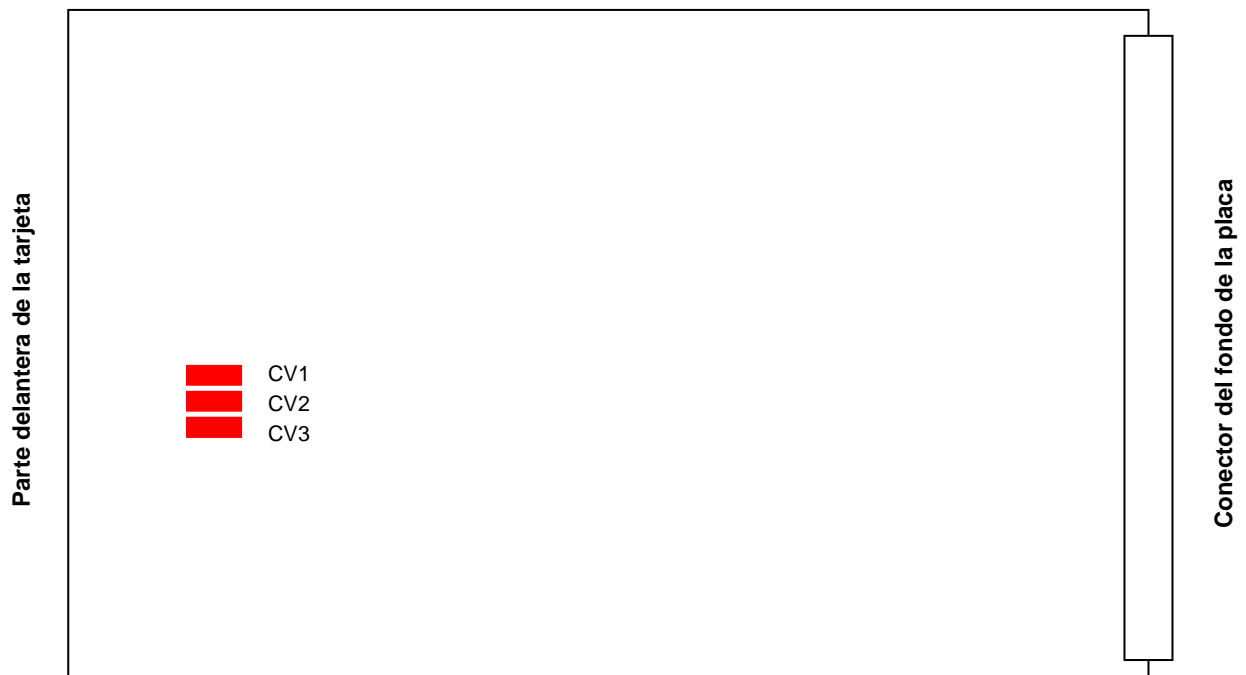 Parte delantera de la tarjeta
CV1
CV2
CV3
Conector del fondo de la placa